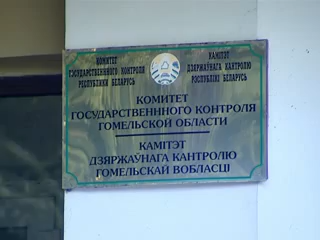 КОМИТЕТ
ГОСУДАРСТВЕННОГО КОНТРОЛЯ
РЕСПУБЛИКИ БЕЛАРУСЬ
КАМІТЭТ
ДЗЯРЖАЎНАГА КАНТРОЛЮ
РЭСПУБЛІКІ БЕЛАРУСЬ
КОМИТЕТ
ГОСУДАРСТВЕННОГО КОНТРОЛЯ
ГОМЕЛЬСКОЙ ОБЛАСТИ
КАМІТЭТ
ДЗЯРЖАЎНАГА КАНТРОЛЮ
ГОМЕЛЬСКАЙ ВОБЛАСЦІ